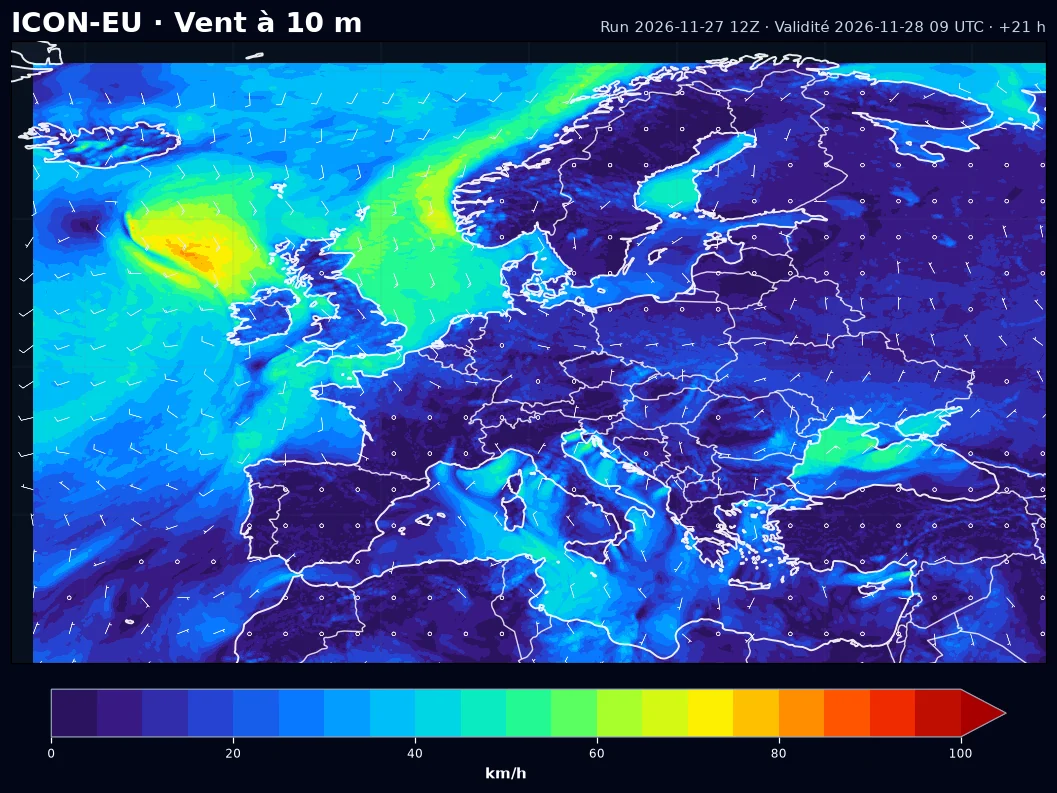 ICON-EU · Vent à 10 m
Run 2026-11-27 12Z · Validité 2026-11-28 09 UTC · +21 h
0 20 40 60 80 100
km/h